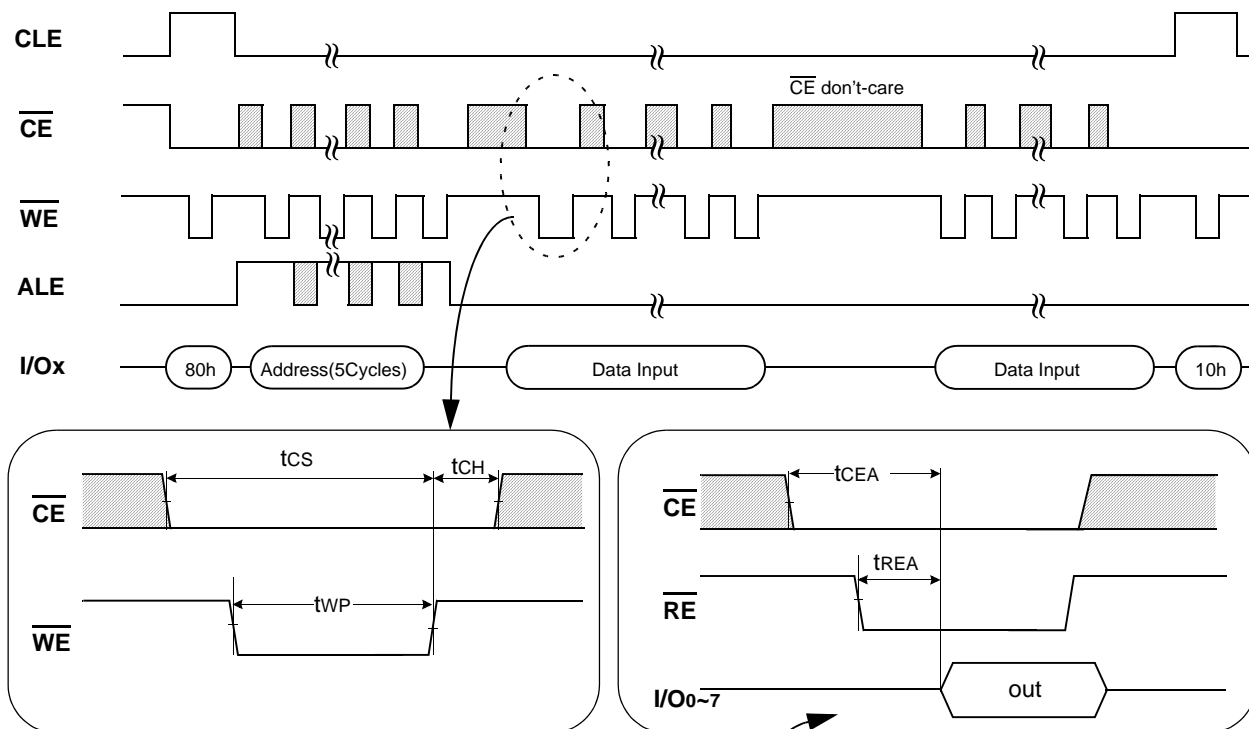 CLE
CE don't-care
CE
WE
ALE
I/Ox
80h
Address(5Cycles)
Data Input
Data Input
10h
tCS
tCH
CE
tWP
WE
tCEA
CE
tREA
RE
I/O0~7
out